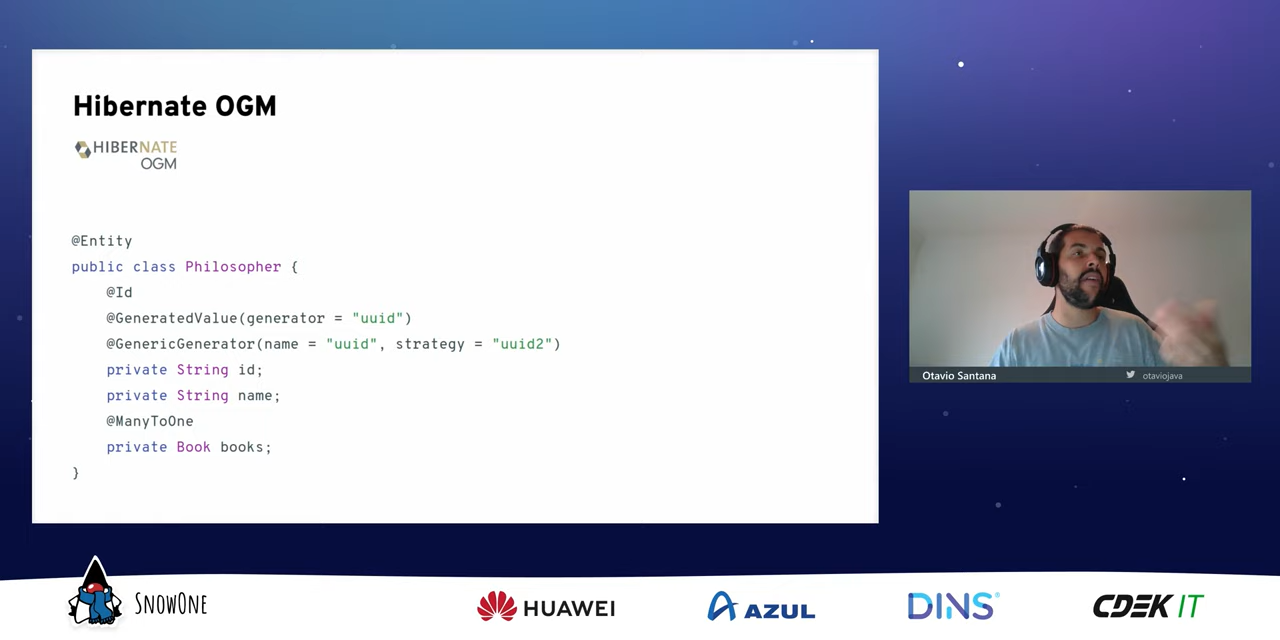 Hibernate OGM
HIBERNATE
OGM
@Entity
public class Philosopher {
@Id
@GeneratedValue(generator = "uuid")
@GenericGenerator(name = "uuid", strategy = "uuid2")
private String id;
private String name;
@ManyToOne
private Book books;
}
Otavio Santana
otaviojava
SNOWONE
HUAWEI
AZUL
DINS
CDEK IT